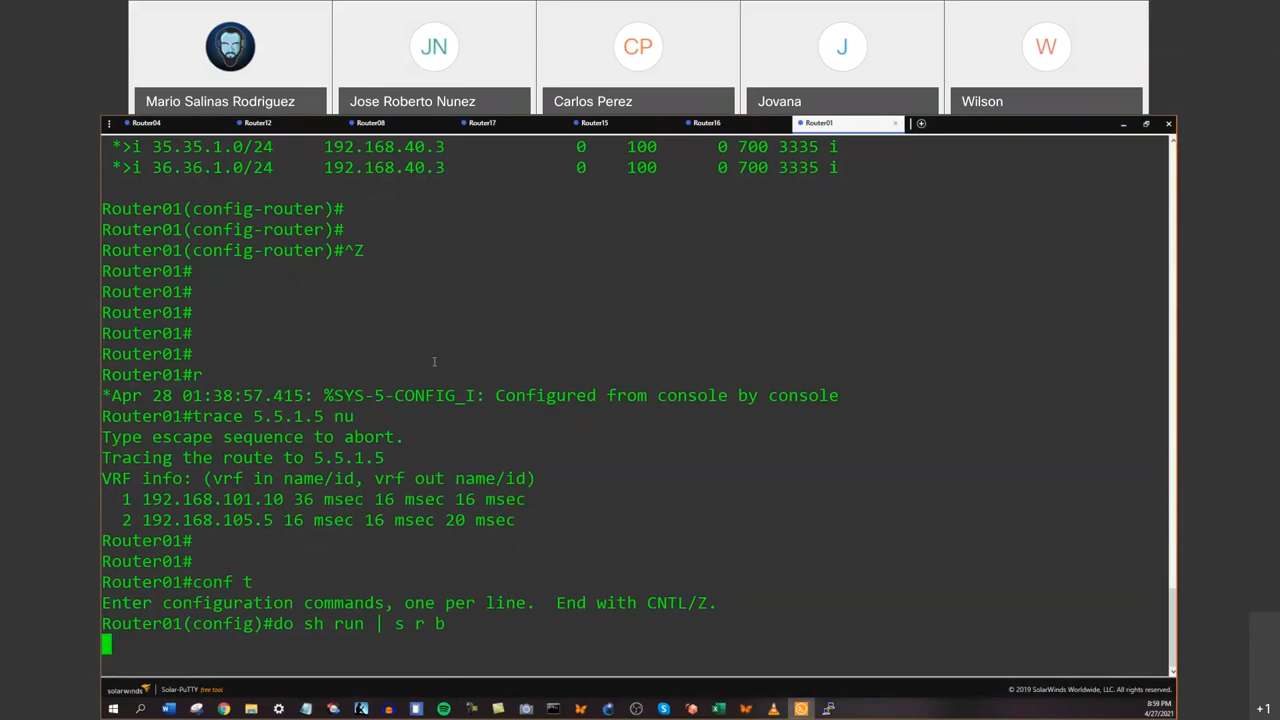 JN
CP
J
W
Mario Salinas Rodriguez
Jose Roberto Nunez
Carlos Perez
Jovana
Wilson
Router04
Router12
Router08
Router17
Router15
Router16
Router01
*>i 35.35.1.0/24 192.168.40.3 0 100 0 700 3335 i
*>i 36.36.1.0/24 192.168.40.3 0 100 0 700 3335 i
Router01(config-router)#
Router01(config-router)#
Router01(config-router)#^Z
Router01#
Router01#
Router01#
Router01#
Router01#
Router01#r
*Apr 28 01:38:57.415: %SYS-5-CONFIG_I: Configured from console by console
Router01#trace 5.5.1.5 nu
Type escape sequence to abort.
Tracing the route to 5.5.1.5
VRF info: (vrf in name/id, vrf out name/id)
1 192.168.101.10 36 msec 16 msec 16 msec
2 192.168.105.5 16 msec 16 msec 20 msec
Router01#
Router01#
Router01#conf t
Enter configuration commands, one per line. End with CNTL/Z.
Router01(config)#do sh run | s r b
solarwinds Solar-PuTTY free tool
© 2019 SolarWinds Worldwide, LLC. All rights reserved.
8:59 PM
4/27/2021
+1